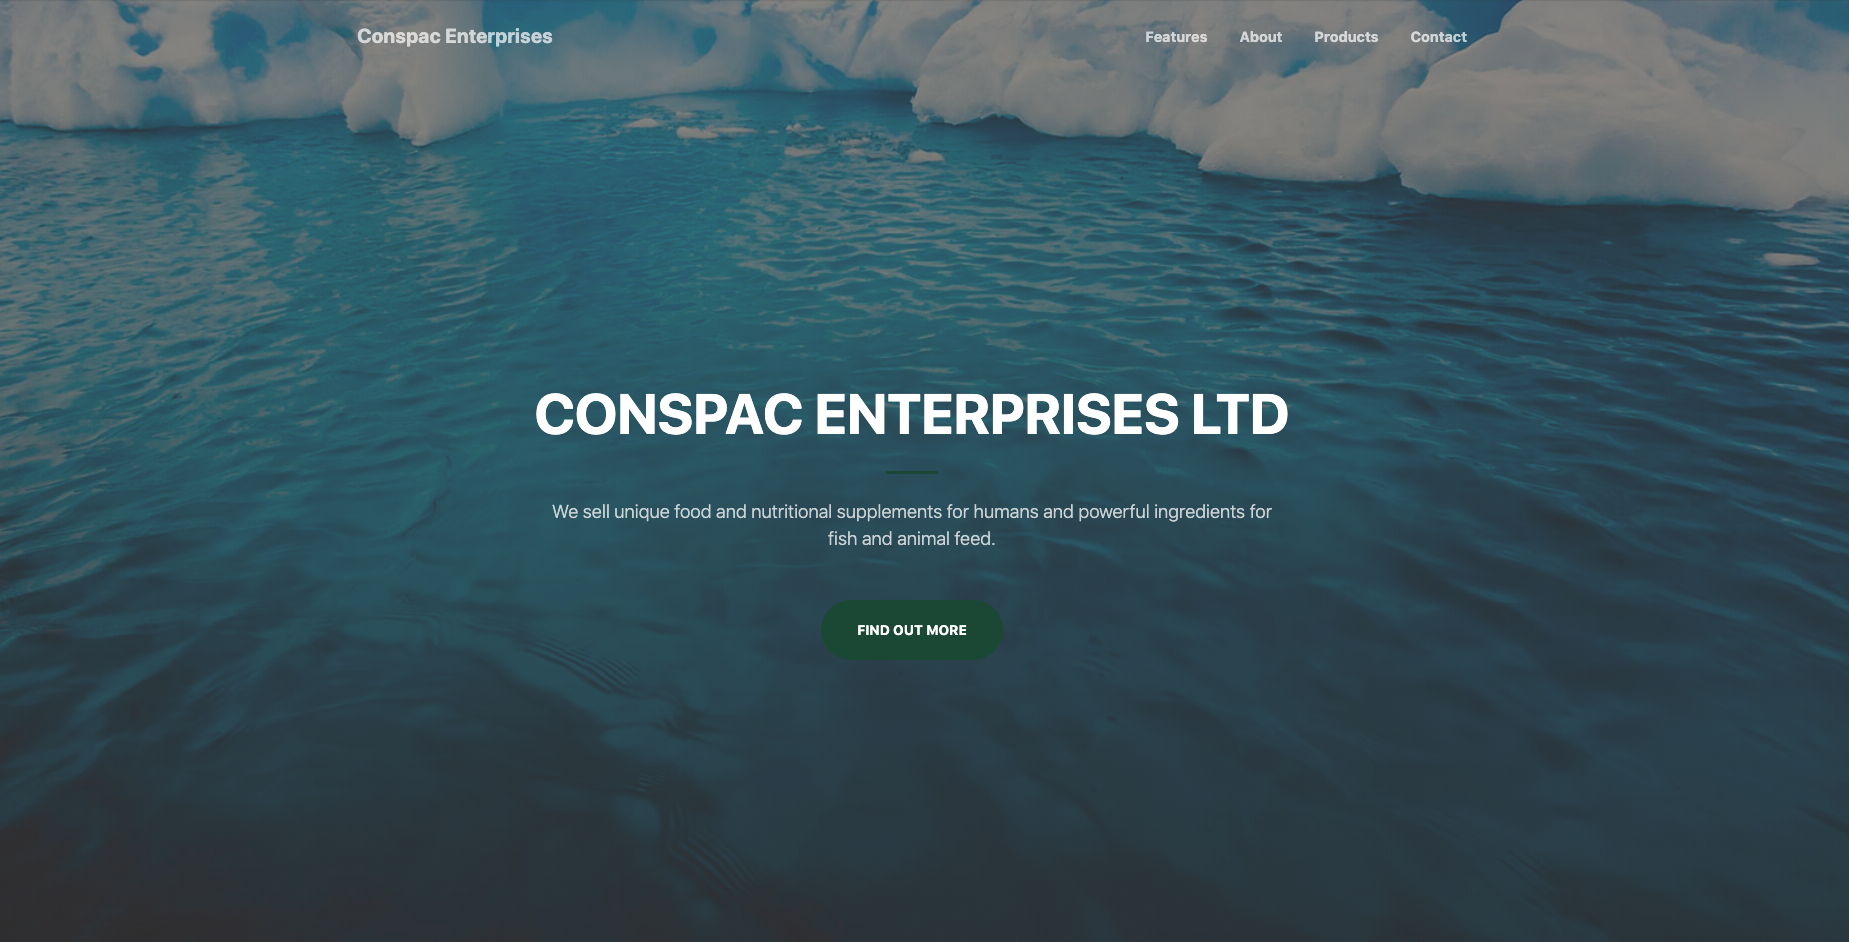 Conspac Enterprises
Features About Products Contact
CONSPAC ENTERPRISES LTD
We sell unique food and nutritional supplements for humans and powerful ingredients for
fish and animal feed.
FIND OUT MORE